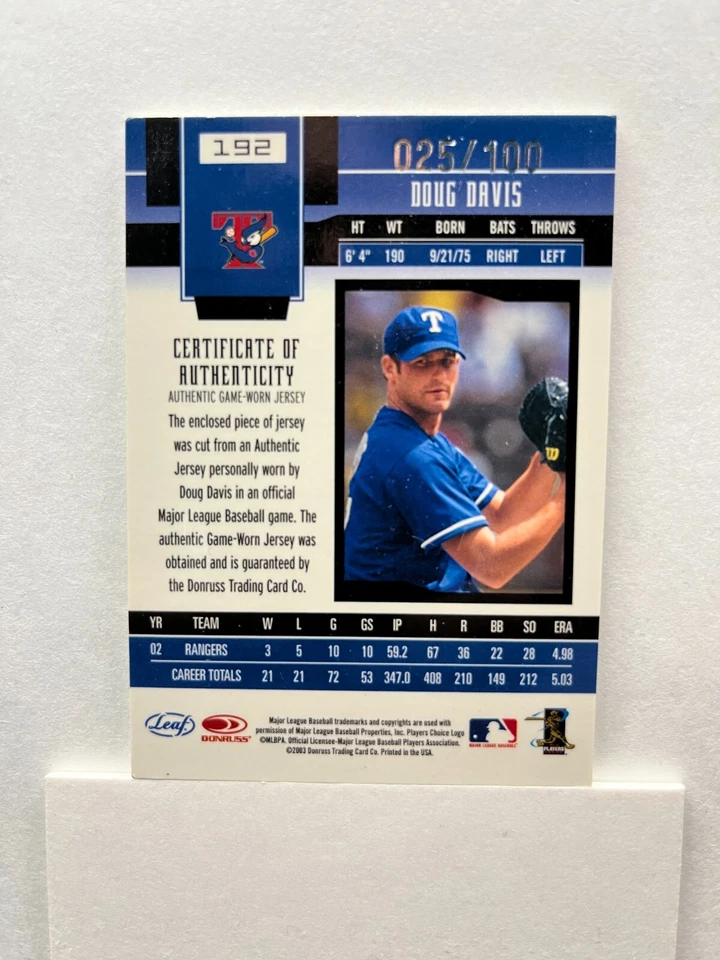 192
025/100
DOUG DAVIS
HT WT BORN BATS THROWS
6' 4" 190 9/21/75 RIGHT LEFT
T
CERTIFICATE OF
AUTHENTICITY
AUTHENTIC GAME-WORN JERSEY
The enclosed piece of jersey
was cut from an Authentic
Jersey personally worn by
Doug Davis in an official
Major League Baseball game. The
authentic Game-Worn Jersey was
obtained and is guaranteed by
the Donruss Trading Card Co.
T
W
YR TEAM W L G GS IP H R BB SO ERA
02 RANGERS 3 5 10 10 59.2 67 36 22 28 4.98
CAREER TOTALS 21 21 72 53 347.0 408 210 149 212 5.03
Leaf
DONRUSS
Major League Baseball trademarks and copyrights are used with
permission of Major League Baseball Properties, Inc. Players Choice Logo
©MLBPA. Official Licensee-Major League Baseball Players Association.
©2003 Donruss Trading Card Co. Printed in the USA.
MAJOR LEAGUE BASEBALL
PLAYERS